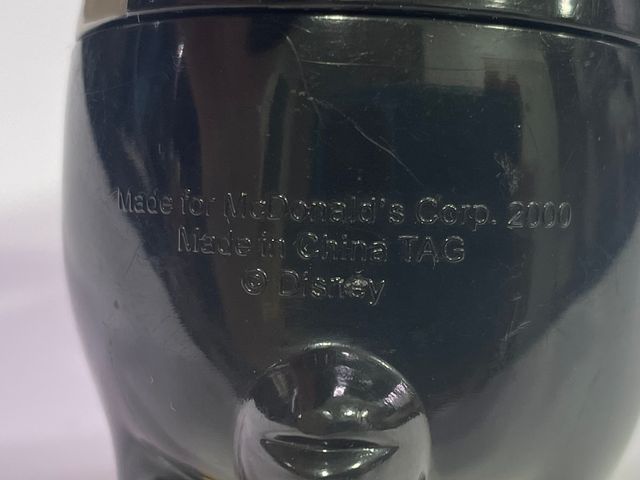 Made for McDonald's Corp. 2000
Made in China TAG
© Disney